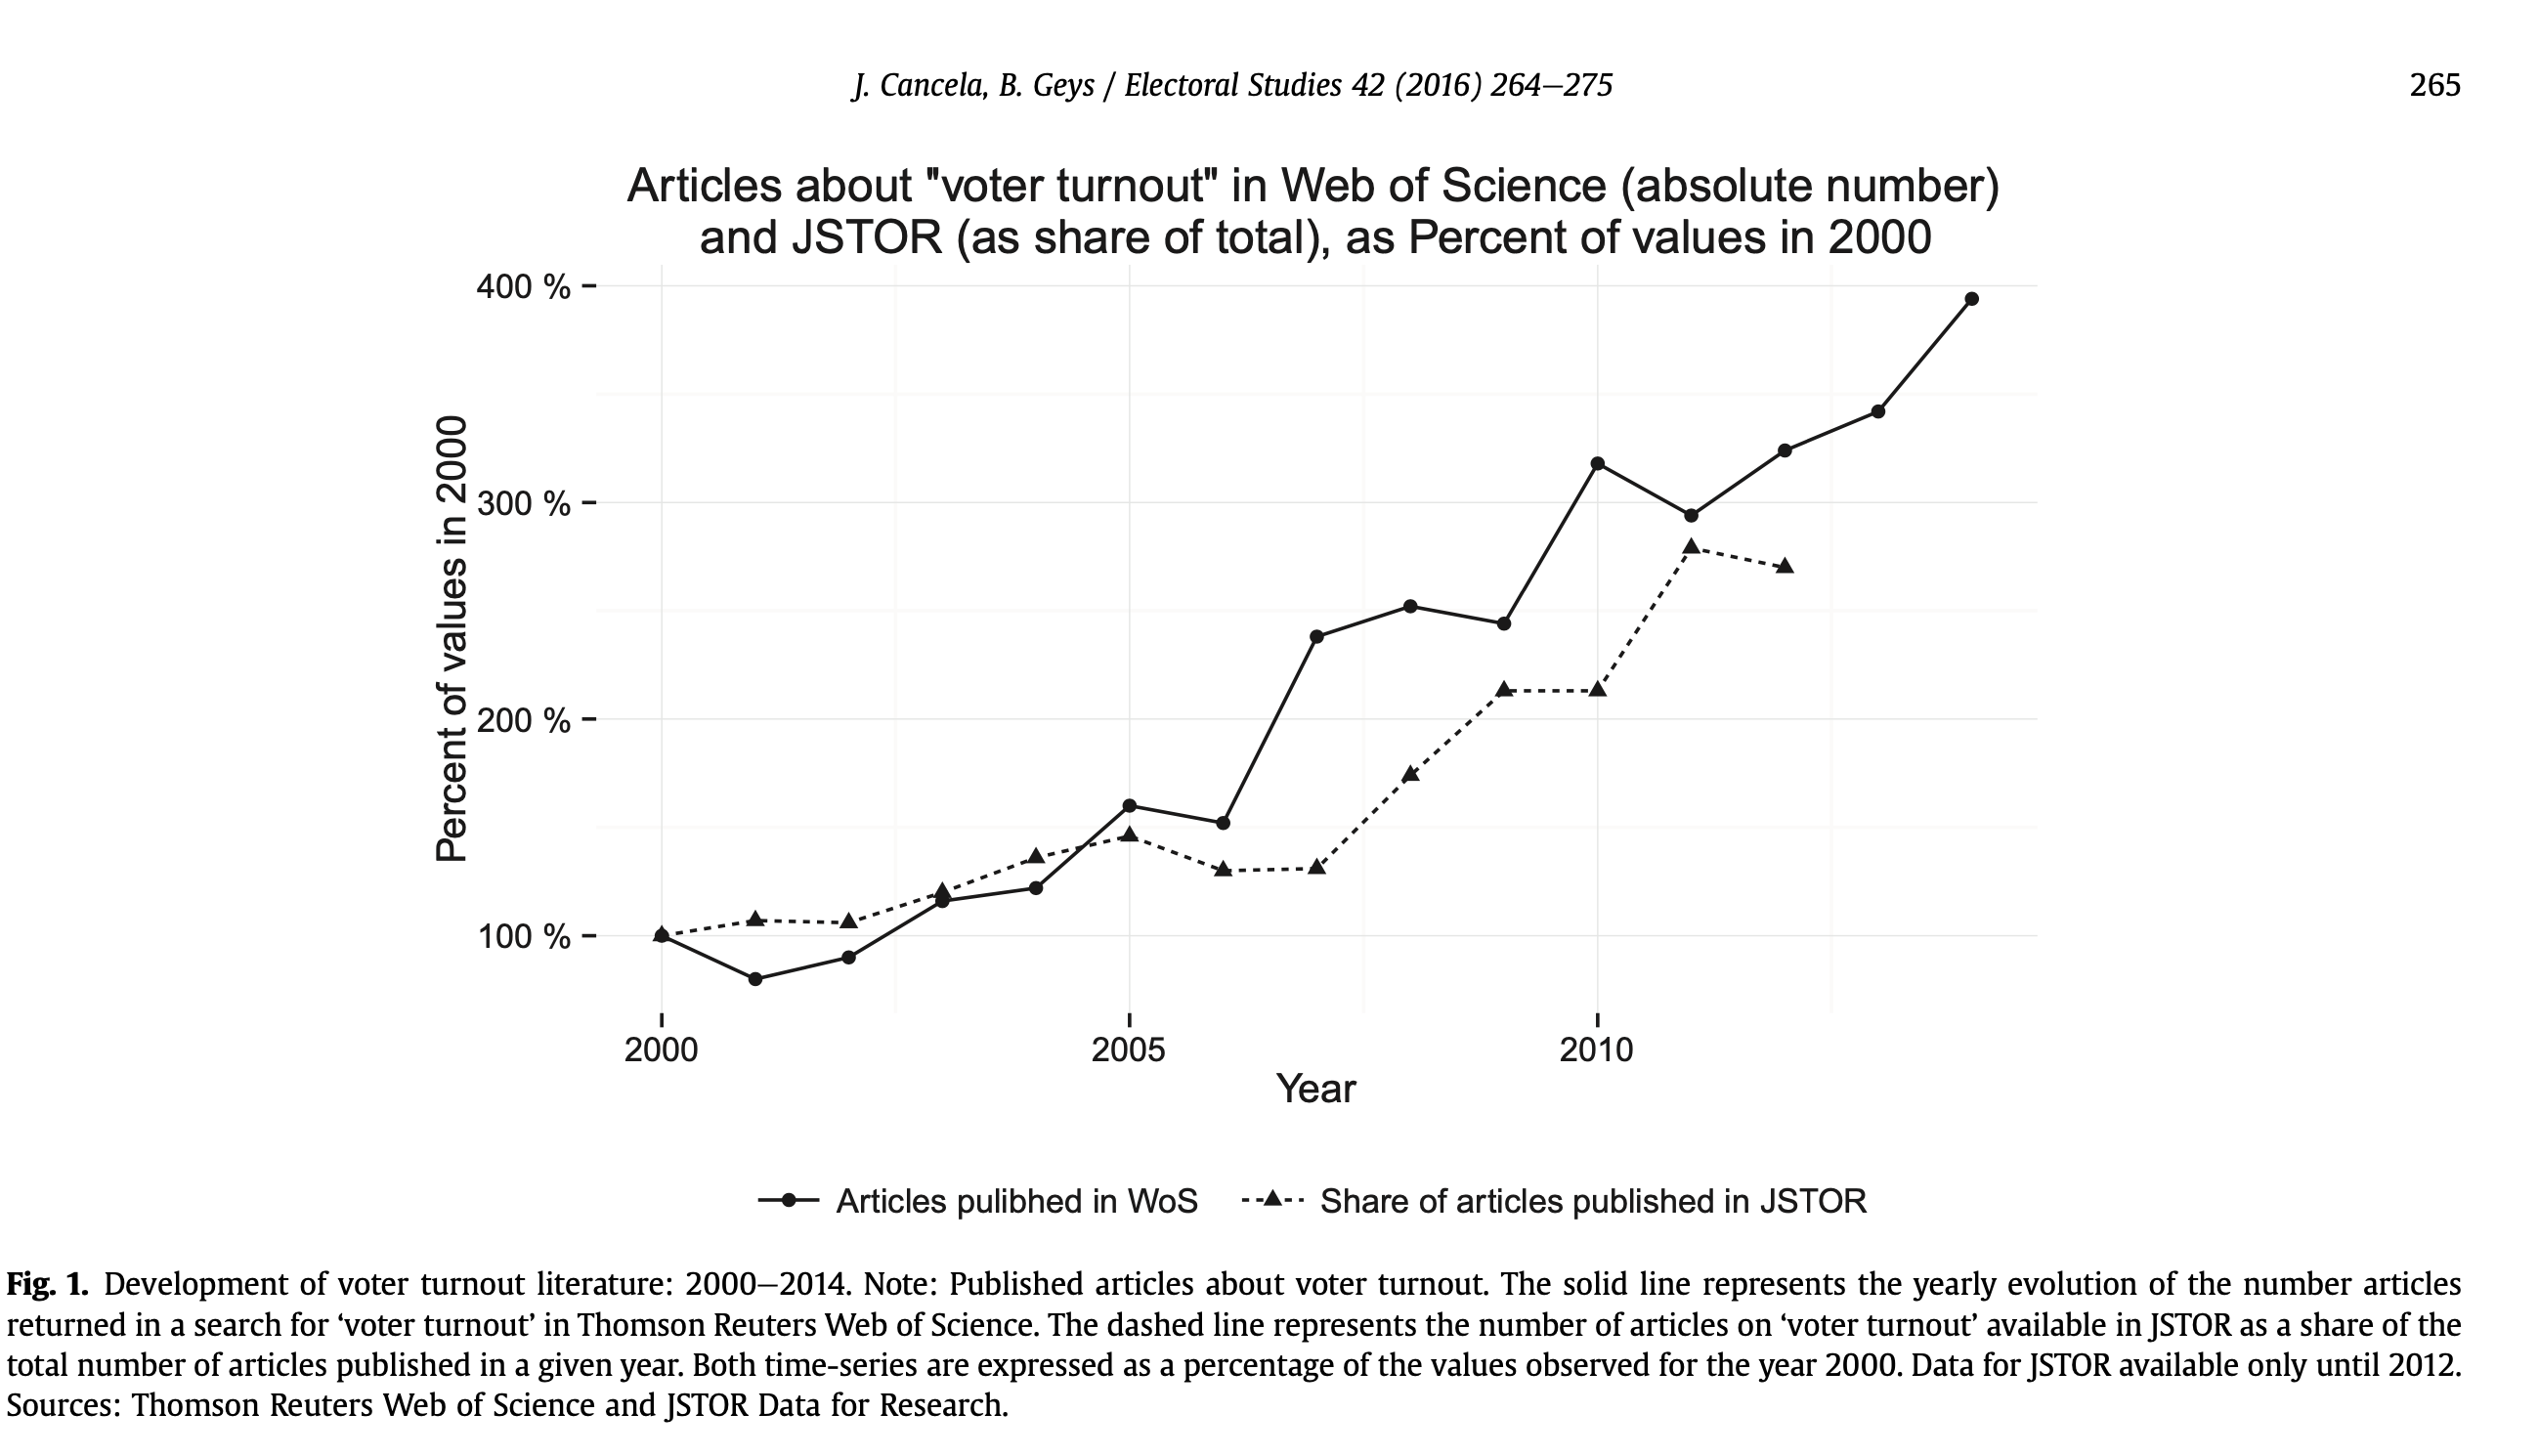 J. Cancela, B. Geys / Electoral Studies 42 (2016) 264–275
265
Articles about "voter turnout" in Web of Science (absolute number)
and JSTOR (as share of total), as Percent of values in 2000
400 %
300 %
200 %
100 %
Percent of values in 2000
2000
2005
2010
Year
Articles pulibhed in WoS
Share of articles published in JSTOR
Fig. 1. Development of voter turnout literature: 2000–2014. Note: Published articles about voter turnout. The solid line represents the yearly evolution of the number articles
returned in a search for ‘voter turnout’ in Thomson Reuters Web of Science. The dashed line represents the number of articles on ‘voter turnout’ available in JSTOR as a share of the
total number of articles published in a given year. Both time-series are expressed as a percentage of the values observed for the year 2000. Data for JSTOR available only until 2012.
Sources: Thomson Reuters Web of Science and JSTOR Data for Research.